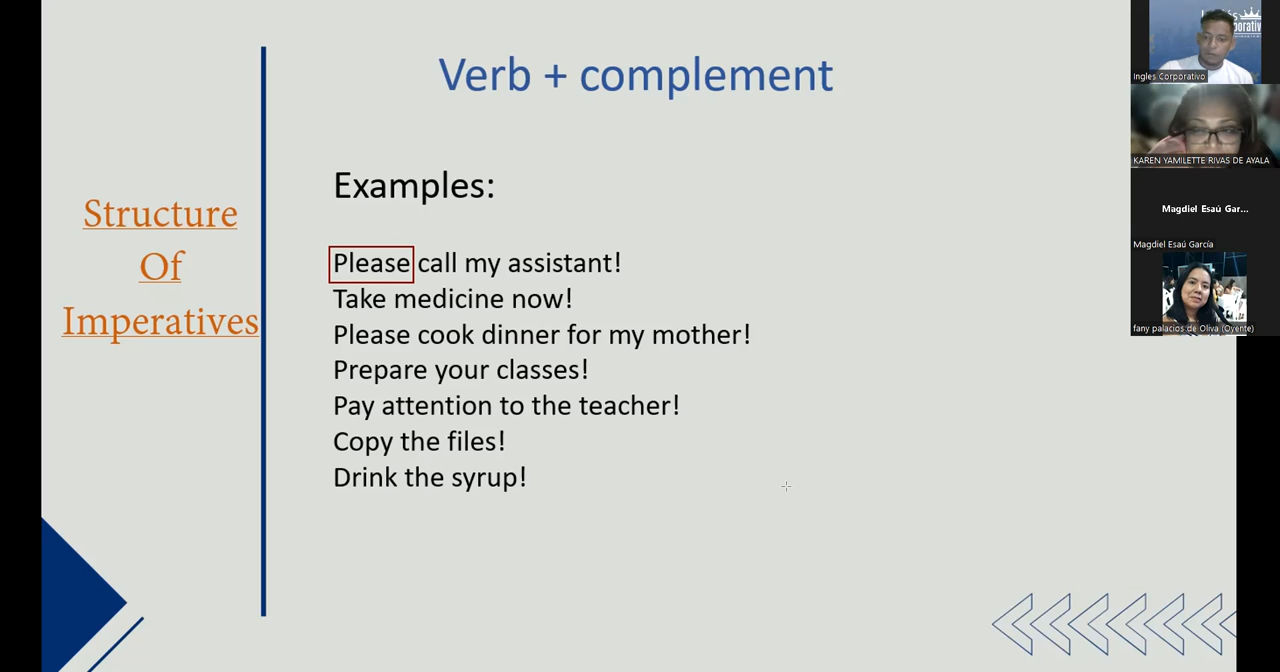 Verb + complement
Structure
Of
Imperatives
Examples:
Please call my assistant!
Take medicine now!
Please cook dinner for my mother!
Prepare your classes!
Pay attention to the teacher!
Copy the files!
Drink the syrup!
Ingles Corporativo
KAREN YAMILETTE RIVAS DE AYALA
Magdiel Esaú Gar...
Magdiel Esaú García
fany palacios de Oliva (Oyente)